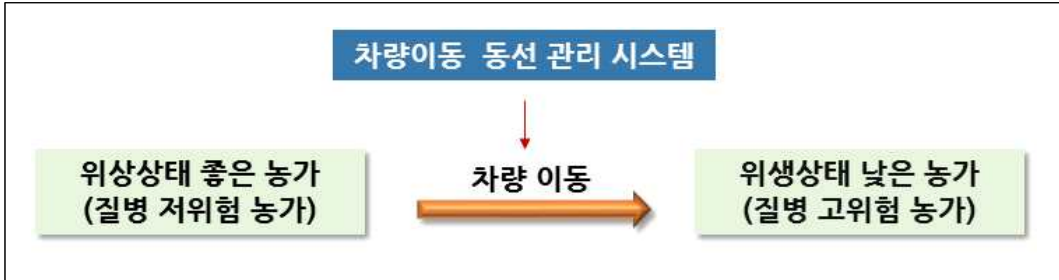 차량이동 동선 관리 시스템
위상상태 좋은 농가
(질병 저위험 농가)
차량 이동
위생상태 낮은 농가
(질병 고위험 농가)